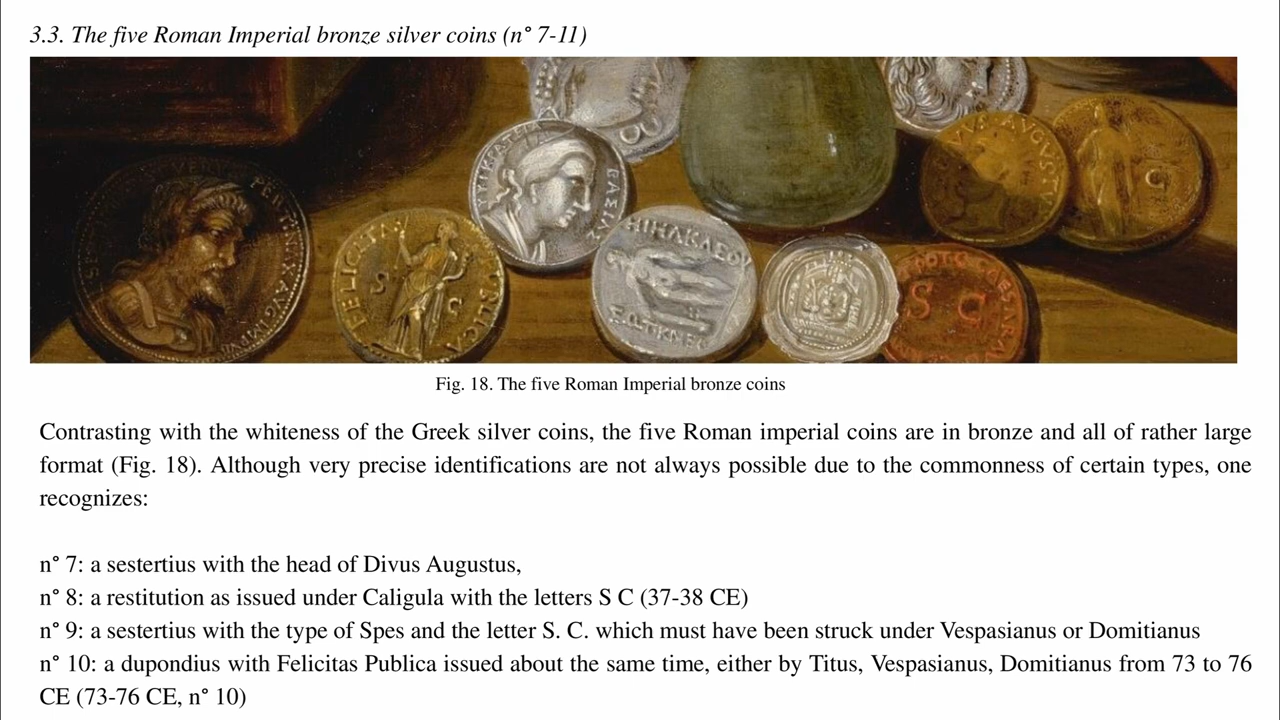 3.3. The five Roman Imperial bronze silver coins (n° 7-11)
PERTINAX AVG IMP
FELICITAS PVBLICA
S C
ΒΑΣΙΛ
S C
Fig. 18. The five Roman Imperial bronze coins
Contrasting with the whiteness of the Greek silver coins, the five Roman imperial coins are in bronze and all of rather large
format (Fig. 18). Although very precise identifications are not always possible due to the commonness of certain types, one
recognizes:
n° 7: a sestertius with the head of Divus Augustus,
n° 8: a restitution as issued under Caligula with the letters S C (37-38 CE)
n° 9: a sestertius with the type of Spes and the letter S. C. which must have been struck under Vespasianus or Domitianus
n° 10: a dupondius with Felicitas Publica issued about the same time, either by Titus, Vespasianus, Domitianus from 73 to 76
CE (73-76 CE, n° 10)